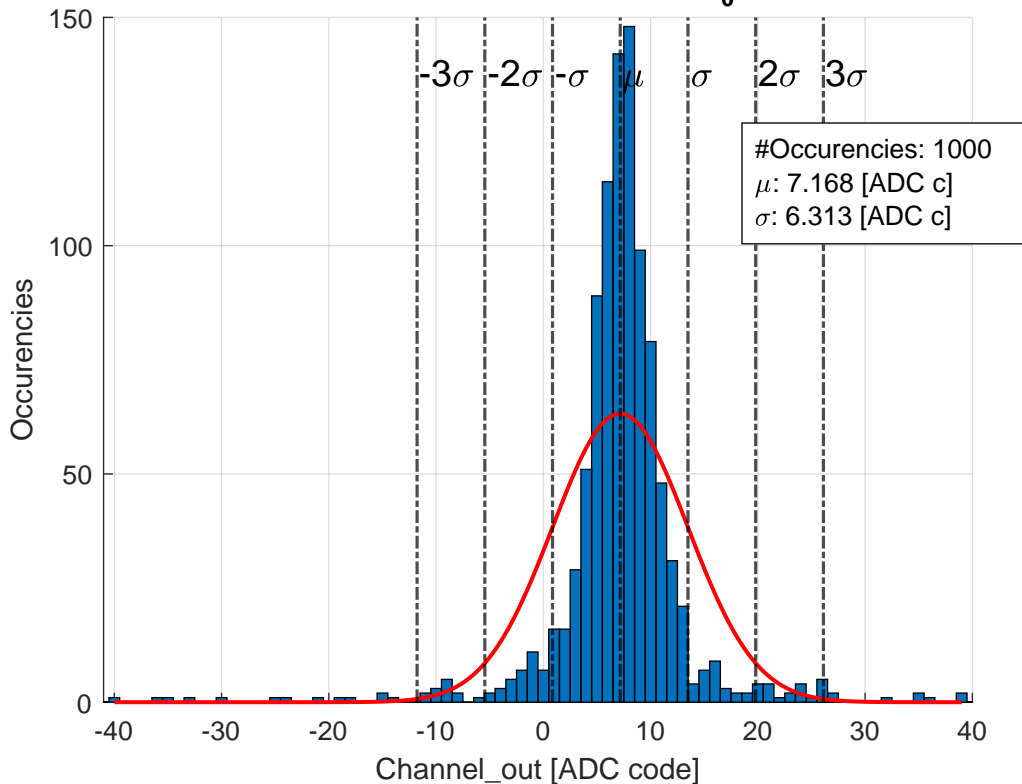 0
150
100
50
0
Occurencies
-3σ -2σ -σ μ σ 2σ 3σ
#Occurencies: 1000
μ: 7.168 [ADC c]
σ: 6.313 [ADC c]
-40 -30 -20 -10 0 10 20 30 40
Channel_out [ADC code]